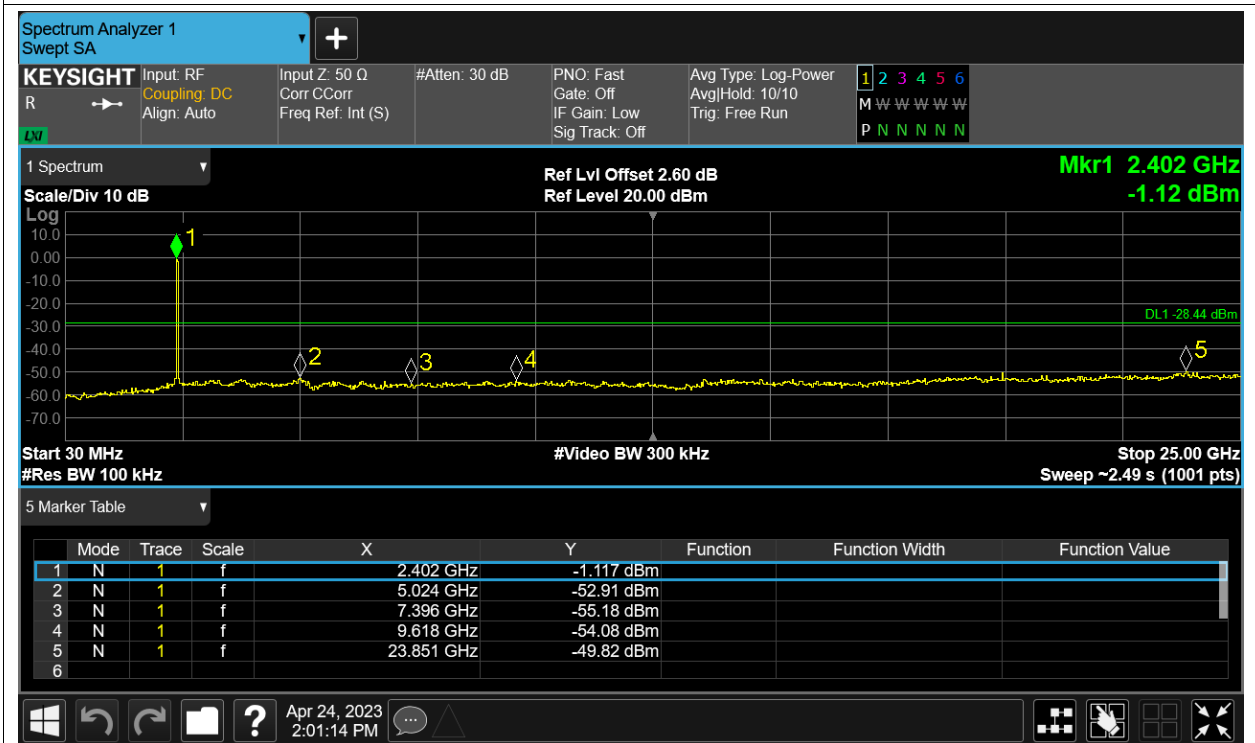 Spectrum Analyzer 1
Swept SA
KEYSIGHT
R
LXI
Input: RF
Coupling: DC
Align: Auto
Input Z: 50 Ω
Corr CCorr
Freq Ref: Int (S)
#Atten: 30 dB
PNO: Fast
Gate: Off
IF Gain: Low
Sig Track: Off
Avg Type: Log-Power
Avg|Hold: 10/10
Trig: Free Run
1 2 3 4 5 6
M W W W W W
P N N N N N
1 Spectrum
Scale/Div 10 dB
Ref Lvl Offset 2.60 dB
Ref Level 20.00 dBm
Mkr1 2.402 GHz
-1.12 dBm
Log
10.0
0.00
-10.0
-20.0
-30.0
-40.0
-50.0
-60.0
-70.0
1
2
3
4
5
DL1 -28.44 dBm
Start 30 MHz
#Res BW 100 kHz
#Video BW 300 kHz
Stop 25.00 GHz
Sweep ~2.49 s (1001 pts)
5 Marker Table
Mode Trace Scale X Y Function Function Width Function Value
1 N 1 f 2.402 GHz -1.117 dBm
2 N 1 f 5.024 GHz -52.91 dBm
3 N 1 f 7.396 GHz -55.18 dBm
4 N 1 f 9.618 GHz -54.08 dBm
5 N 1 f 23.851 GHz -49.82 dBm
6
?
Apr 24, 2023
2:01:14 PM